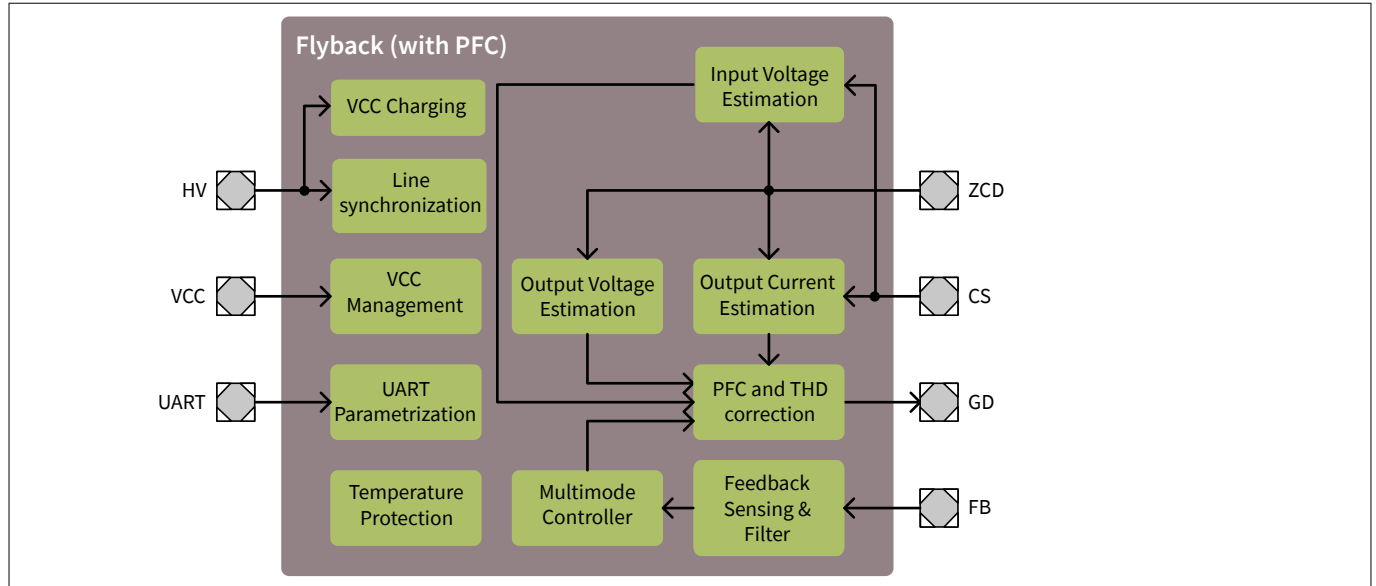 Flyback (with PFC)
Input Voltage
Estimation
VCC Charging
HV
Line
synchronization
ZCD
VCC
VCC
Management
Output Voltage
Estimation
Output Current
Estimation
CS
UART
UART
Parametrization
PFC and THD
correction
GD
Temperature
Protection
Multimode
Controller
Feedback
Sensing &
Filter
FB